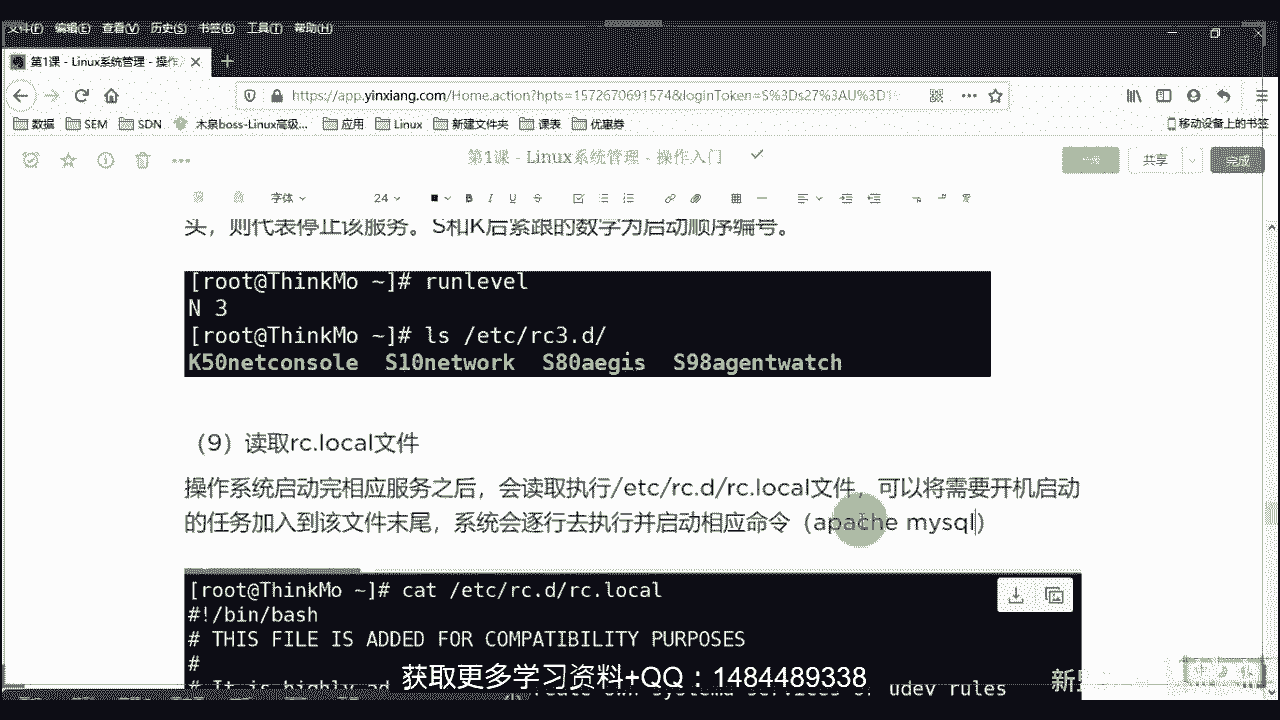 文件(F) 编辑(E) 查看(V) 历史(S) 书签(B) 工具(T) 帮助(H)
第1课 - Linux系统管理 - 操作
https://app.yinxiang.com/Home.action?hpts=1572670691574&loginToken=S%3Ds27%3AU%3D1
数据 SEM SDN 木泉boss-Linux高级... 应用 Linux 新建文件夹 课表 优惠券 移动设备上的书签
第1课 - Linux系统管理 - 操作入门
共享 完成
字体 24 B I U S
头，则代表停止该服务。S和K后紧跟的数字为启动顺序编号。
[root@ThinkMo ~]# runlevel
N 3
[root@ThinkMo ~]# ls /etc/rc3.d/
K50netconsole S10network S80aegis S98agentwatch
（9）读取rc.local文件
操作系统启动完相应服务之后，会读取执行/etc/rc.d/rc.local文件，可以将需要开机启动
的任务加入到该文件末尾，系统会逐行去执行并启动相应命令（apache mysql）
[root@ThinkMo ~]# cat /etc/rc.d/rc.local
#!/bin/bash
# THIS FILE IS ADDED FOR COMPATIBILITY PURPOSES
#
# It is highly create own systemd services or udev rules
获取更多学习资料+QQ：1484489338